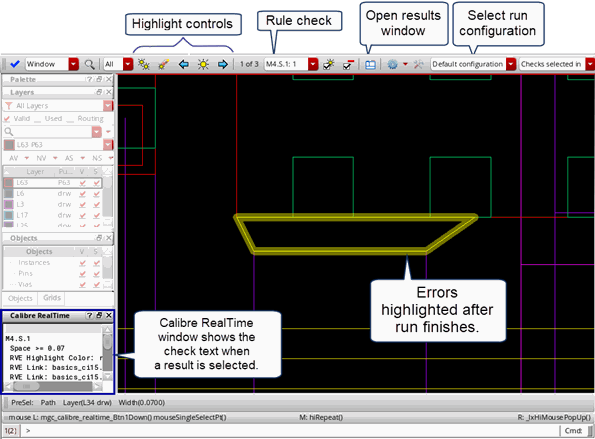 Highlight controls
Rule check
Open results
window
Select run
configuration
Window
All
1 of 3
M4.S.1: 1
Default configuration
Checks selected in
Palette
Layers
All Layers
Valid
Used
Routing
L63 P63
AV NV AS NS
Layer Pu... V S
L63 P63
L6 drw
L3 drw
L17 drw
L25 drw
Objects
Objects V S
Instances
Pins
Vias
Objects Grids
Calibre RealTime
M4.S.1
Space >= 0.07
RVE Highlight Color: r
RVE Link: basics_ci15.
RVE Link: basics_ci15.
Calibre RealTime
window shows the
check text when
a result is selected.
Errors
highlighted after
run finishes.
PreSel: Path Layer(L34 drw) Width(0.0700)
mouse L: mgc_calibre_realtime_Btn1Down() mouseSingleSelectPt()
M: hiRepeat()
R: _lxHiMousePopUp()
1(2) >
Cmd: